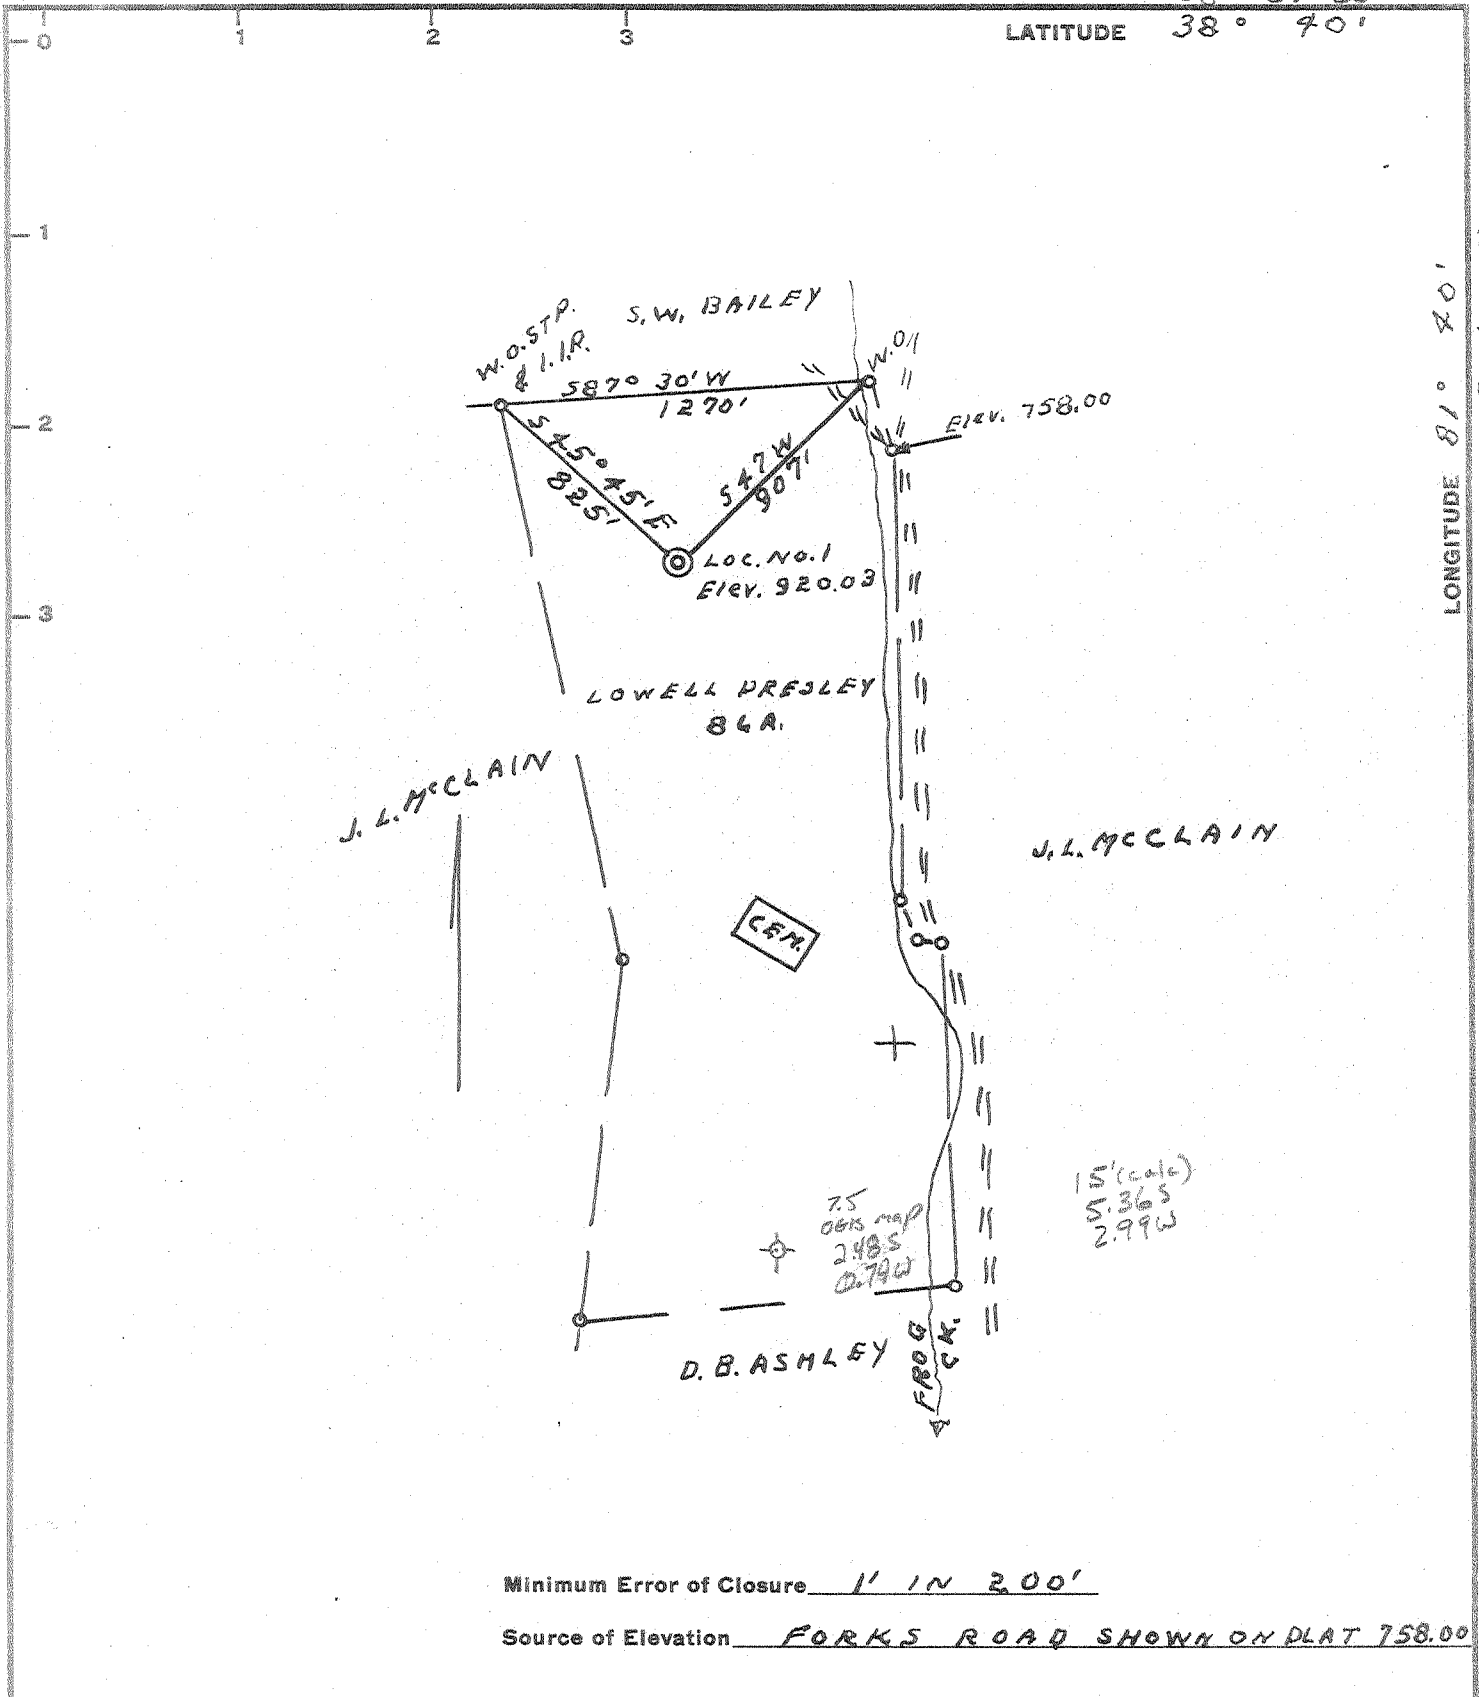 0 1 2 3
LATITUDE 38° 40'
1
2
3
LONGITUDE 81° 40'
S.W. BAILEY
W.O. STP.
& I.I.R.
W.O.
S87° 30' W
1270'
Elev. 758.00
S45° 45' E
825'
S47W
907'
LOC. NO. 1
Elev. 920.03
LOWELL PRESLEY
86A.
J.L. McCLAIN
J.L. McCLAIN
CEM.
15'(calc)
5.36S
2.99W
7.5
OGIS map
2.48S
0.79W
D.B. ASHLEY
FROG
CK.
Minimum Error of Closure 1' IN 200'
Source of Elevation FORKS ROAD SHOWN ON PLAT 758.00